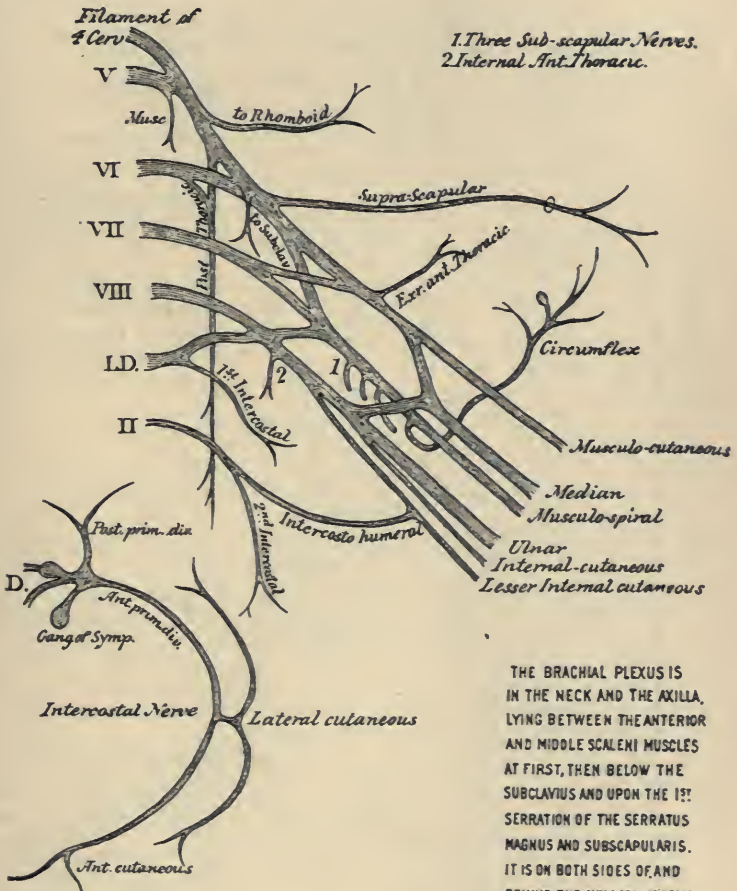 Filament of
4 Cerv
1. Three Sub-scapular Nerves.
2 Internal Ant. Thoracic.
V
Musc
to Rhomboid
VI
Supra-Scapular
Post Thor
to Subclav
VII
Ext. ant. Thoracic
VIII
Circumflex
1
2
I.D.
1st Intercostal
II
Musculo-cutaneous
Median
Musculo-spiral
Ulnar
Internal-cutaneous
Lesser Internal cutaneous
Intercosto humeral
2nd Intercostal
Post. prim. div.
D.
Ant. prim. div.
Gang of Symp.
Intercostal Nerve
Lateral cutaneous
Ant. cutaneous
THE BRACHIAL PLEXUS IS
IN THE NECK AND THE AXILLA,
LYING BETWEEN THE ANTERIOR
AND MIDDLE SCALENI MUSCLES
AT FIRST, THEN BELOW THE
SUBCLAVIUS AND UPON THE 1ST
SERRATION OF THE SERRATUS
MAGNUS AND SUBSCAPULARIS.
IT IS ON BOTH SIDES OF, AND